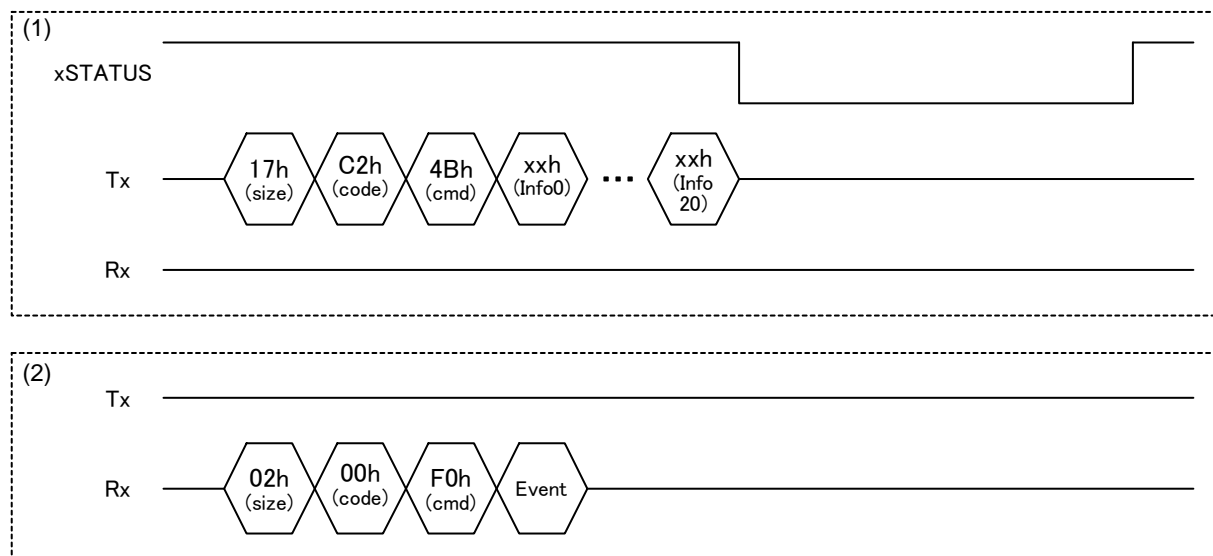 (1)
xSTATUS
Tx
17h
(size)
C2h
(code)
4Bh
(cmd)
xxh
(Info0)
•••
xxh
(Info
20)
Rx
(2)
Tx
Rx
02h
(size)
00h
(code)
F0h
(cmd)
Event